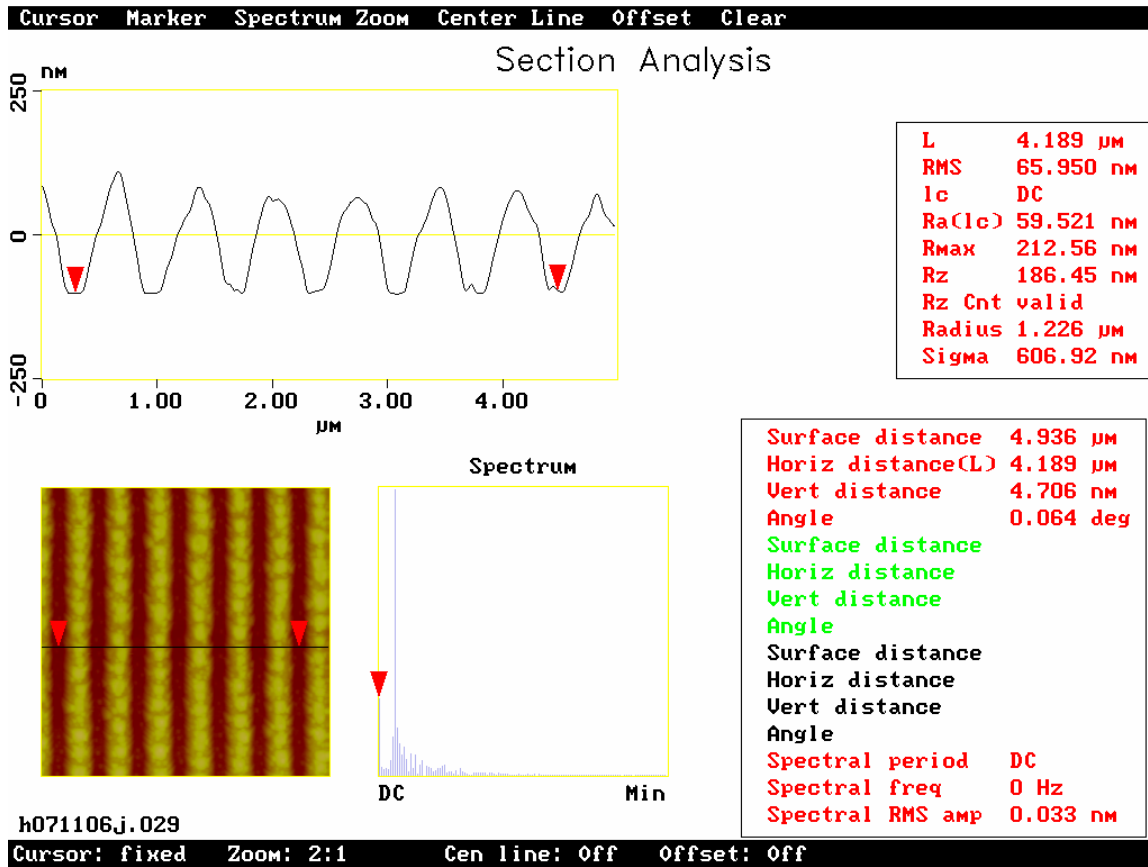 Cursor Marker Spectrum Zoom Center Line Offset Clear
Section Analysis
nM
250
0
-250
0 1.00 2.00 3.00 4.00
µM
L 4.189 µM
RMS 65.950 nM
lc DC
Ra(lc) 59.521 nM
RMax 212.56 nM
Rz 186.45 nM
Rz Cnt valid
Radius 1.226 µM
SigMa 606.92 nM
Surface distance 4.936 µM
Horiz distance(L) 4.189 µM
Vert distance 4.706 nM
Angle 0.064 deg
Surface distance
Horiz distance
Vert distance
Angle
Surface distance
Horiz distance
Vert distance
Angle
Spectral period DC
Spectral freq 0 Hz
Spectral RMS aMp 0.033 nM
SpectruM
DC Min
h071106j.029
Cursor: fixed ZooM: 2:1 Cen line: Off Offset: Off